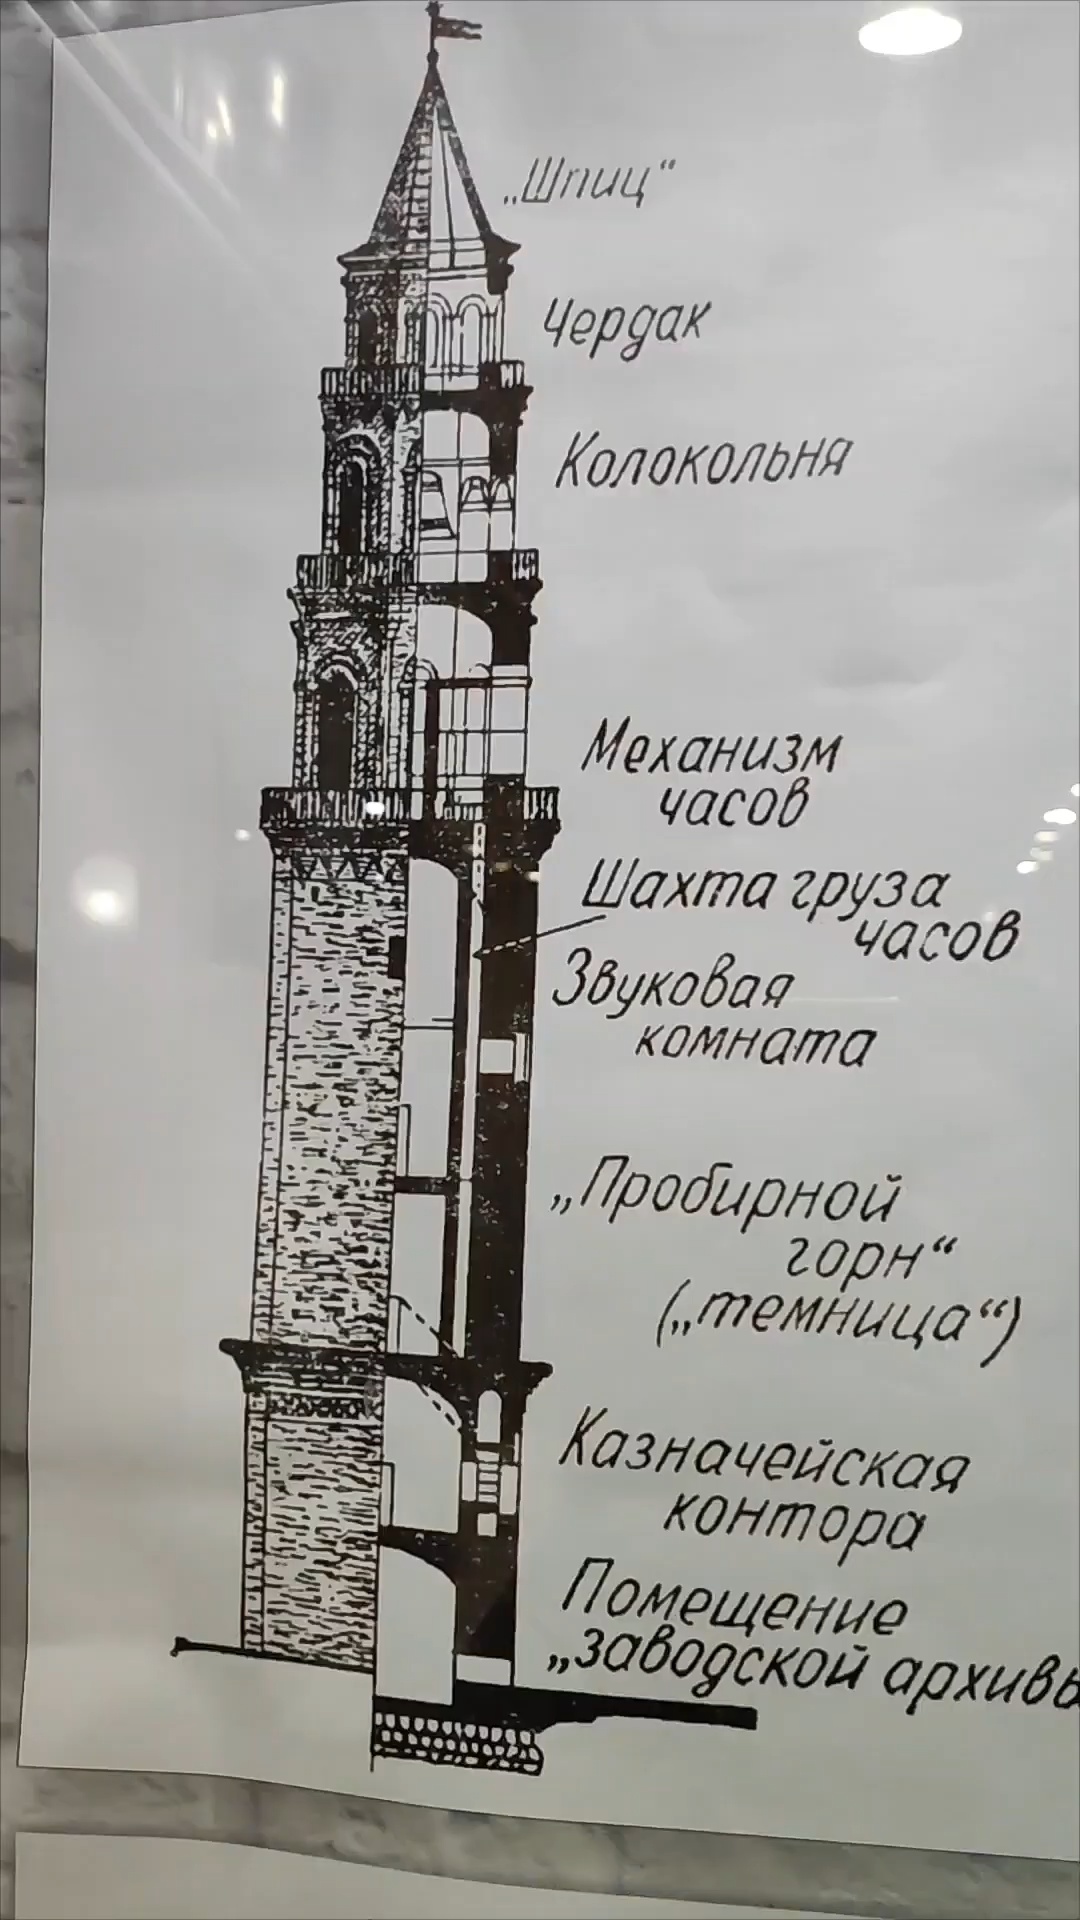 „Шпиц“
Чердак
Колокольня
Механизм
часов
Шахта груза
часов
Звуковая
комната
„Пробирной
горн“
(„темница“)
Казначейская
контора
Помещение
„заводской архивы